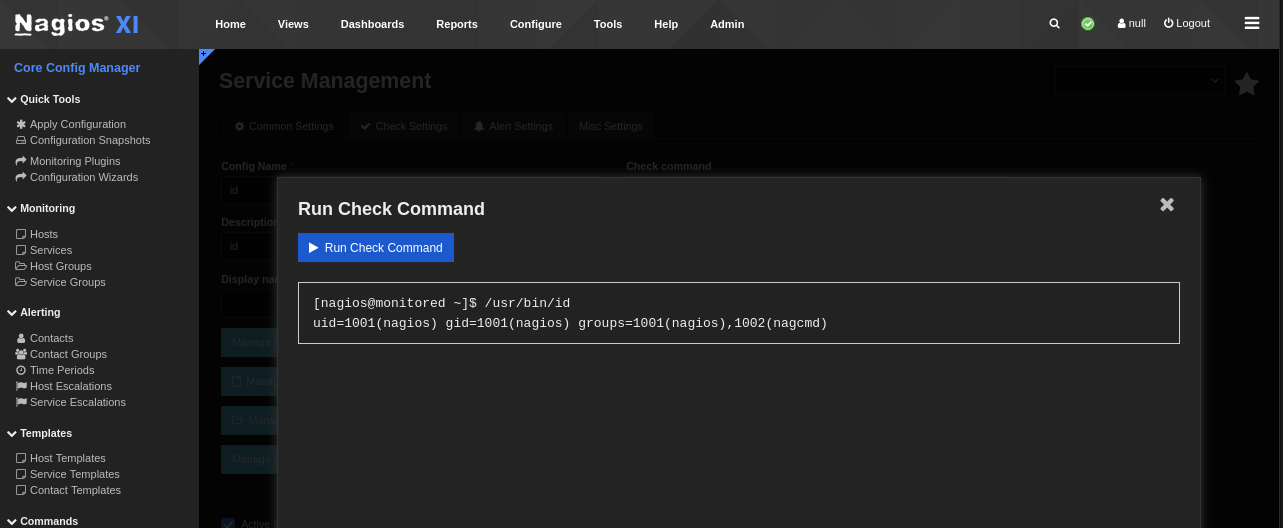 Nagios® XI
Home Views Dashboards Reports Configure Tools Help Admin null Logout
Core Config Manager
Quick Tools
Apply Configuration
Configuration Snapshots
Monitoring Plugins
Configuration Wizards
Monitoring
Hosts
Services
Host Groups
Service Groups
Alerting
Contacts
Contact Groups
Time Periods
Host Escalations
Service Escalations
Templates
Host Templates
Service Templates
Contact Templates
Commands
Service Management
Common Settings Check Settings Alert Settings Misc Settings
Config Name Check command
id
Description
id
Display
Manage
Active
Run Check Command
Run Check Command
[nagios@monitored ~]$ /usr/bin/id
uid=1001(nagios) gid=1001(nagios) groups=1001(nagios),1002(nagcmd)